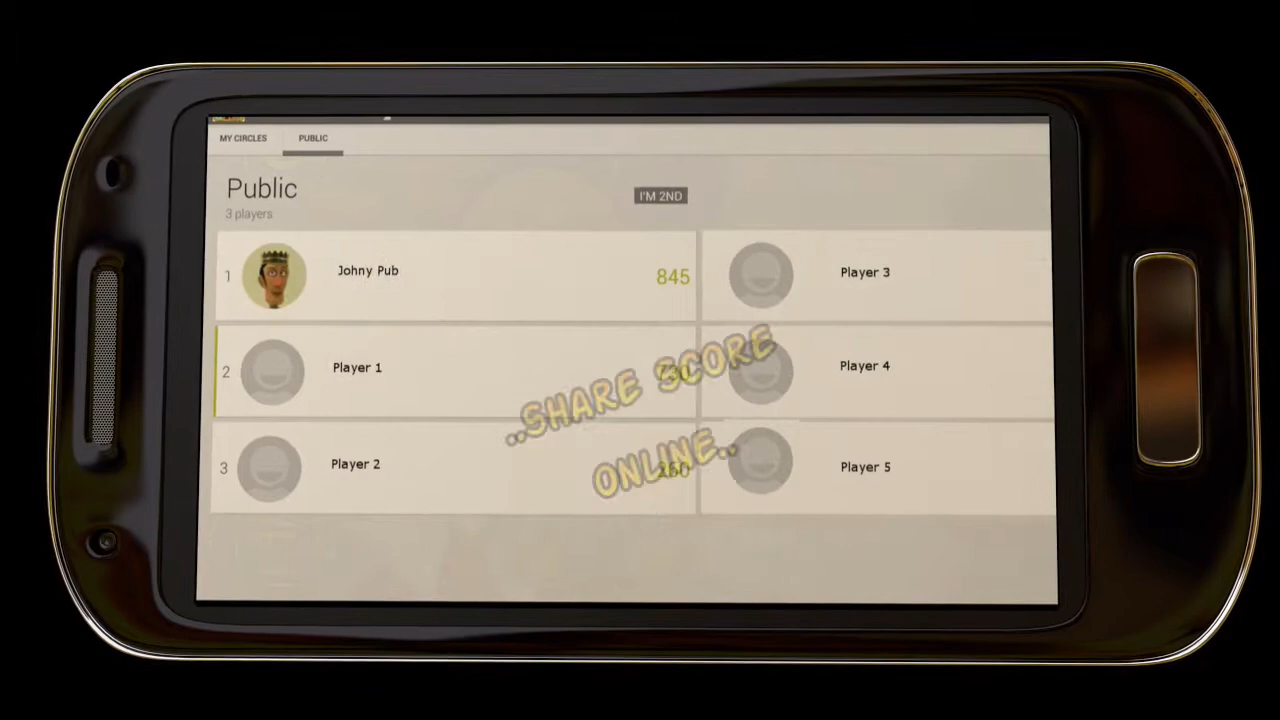 MY CIRCLES PUBLIC
Public
3 players
I'M 2ND
1 Johny Pub 845
Player 3
2 Player 1 730
Player 4
3 Player 2
Player 5
..SHARE SCORE
ONLINE..